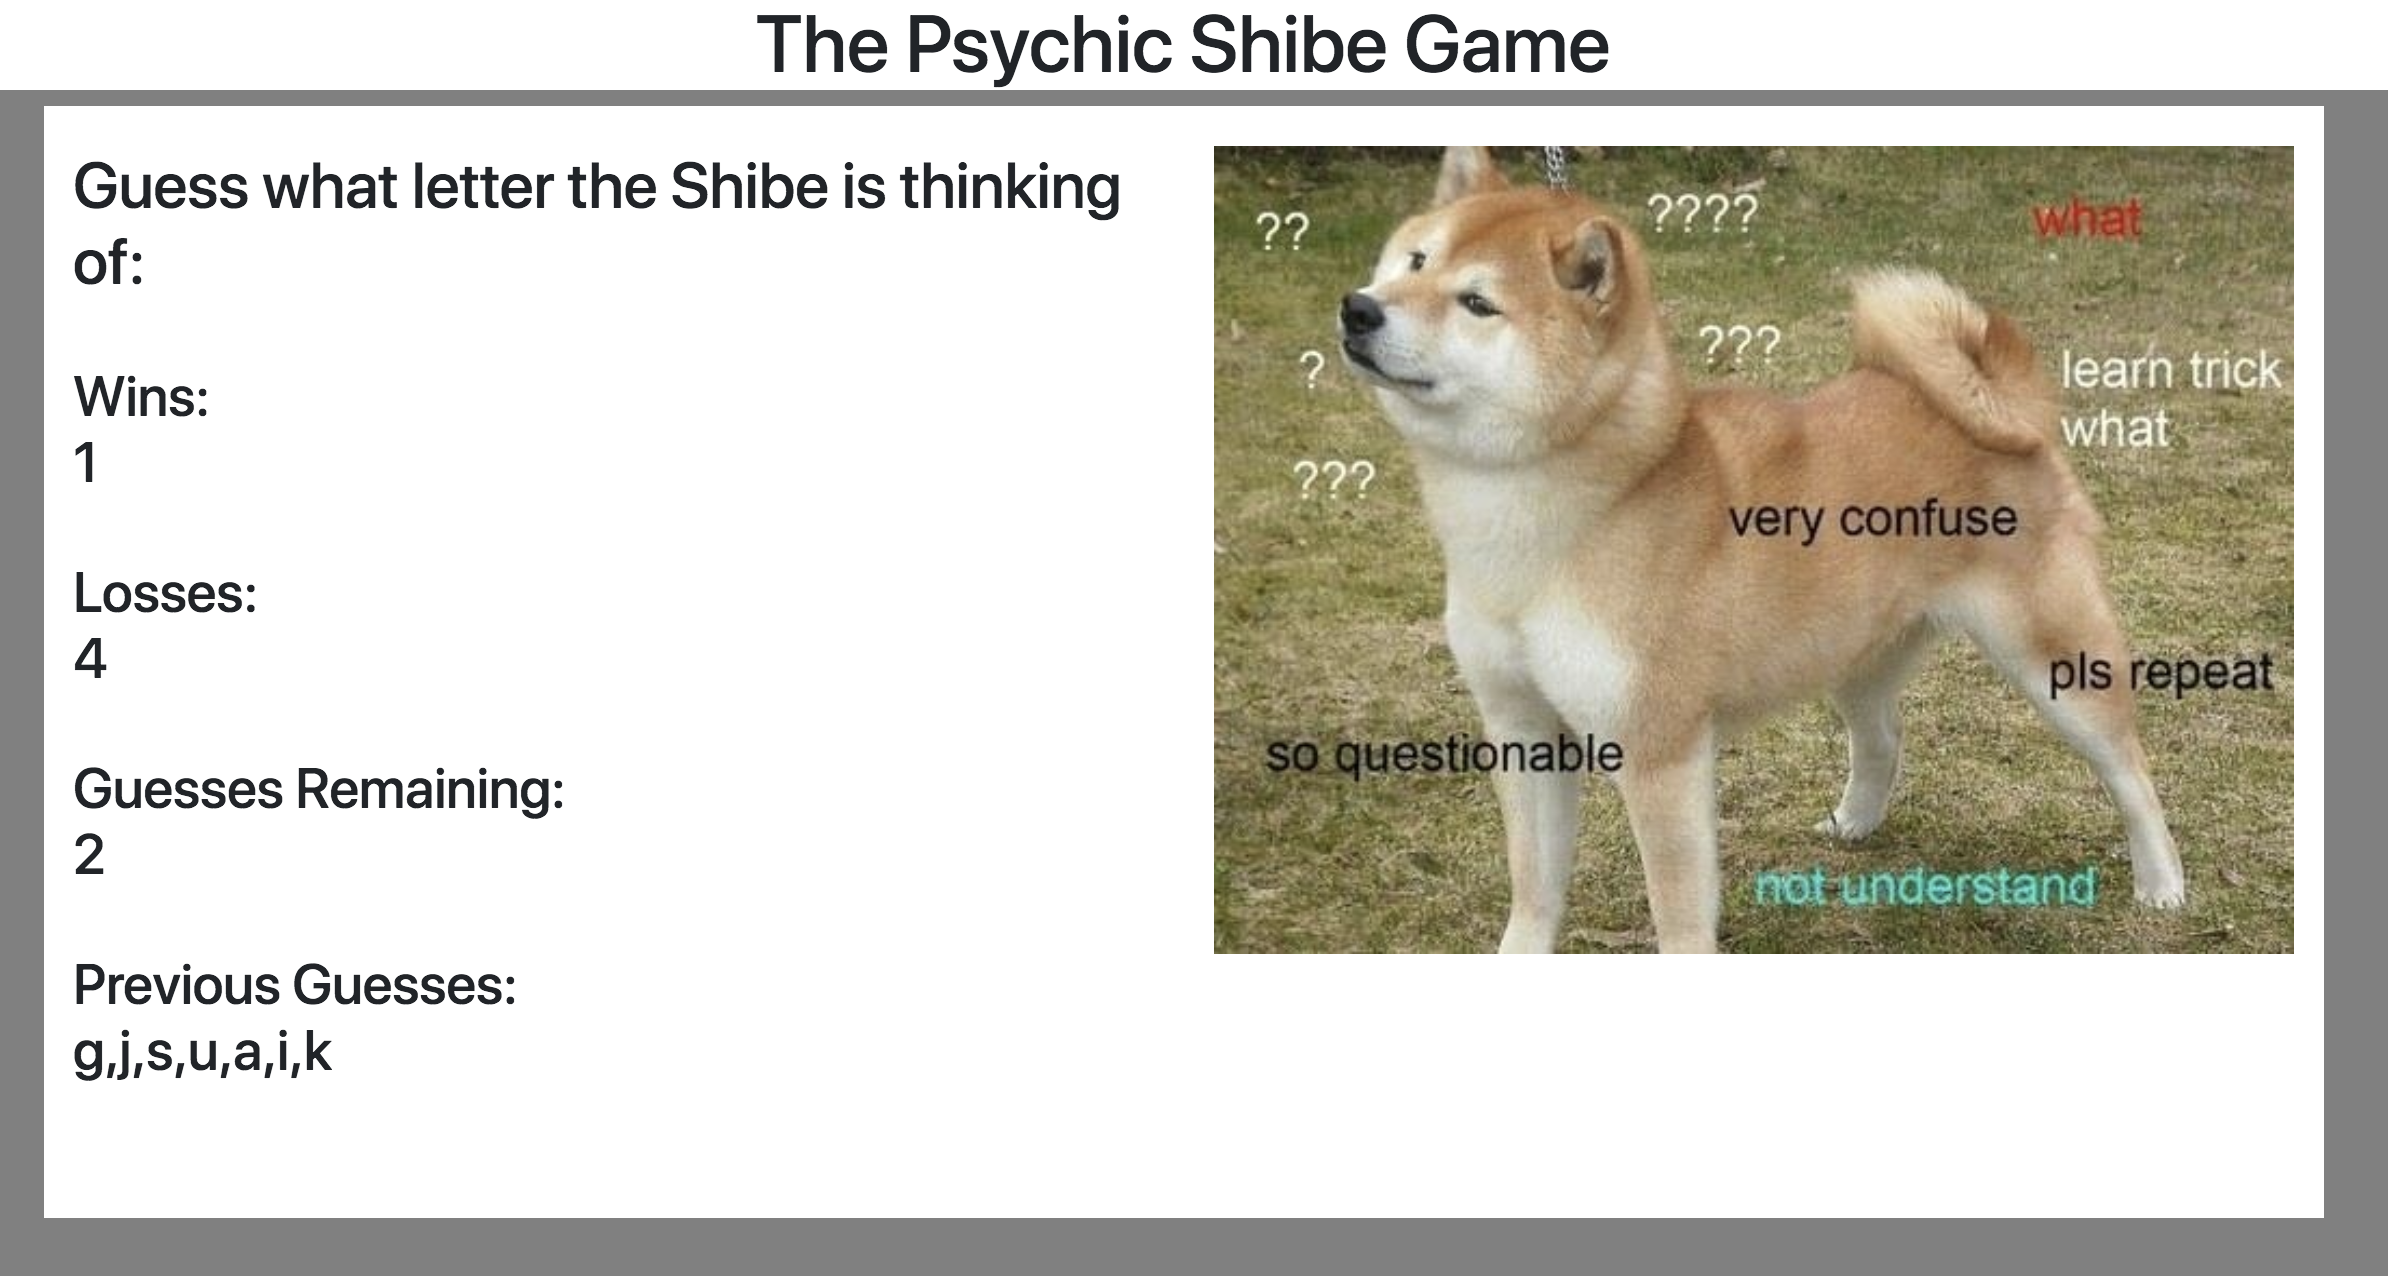 The Psychic Shibe Game
Guess what letter the Shibe is thinking
of:
Wins:
1
Losses:
4
Guesses Remaining:
2
Previous Guesses:
g,j,s,u,a,i,k
??
????
what
?
???
learn trick
what
???
very confuse
pls repeat
so questionable
not understand